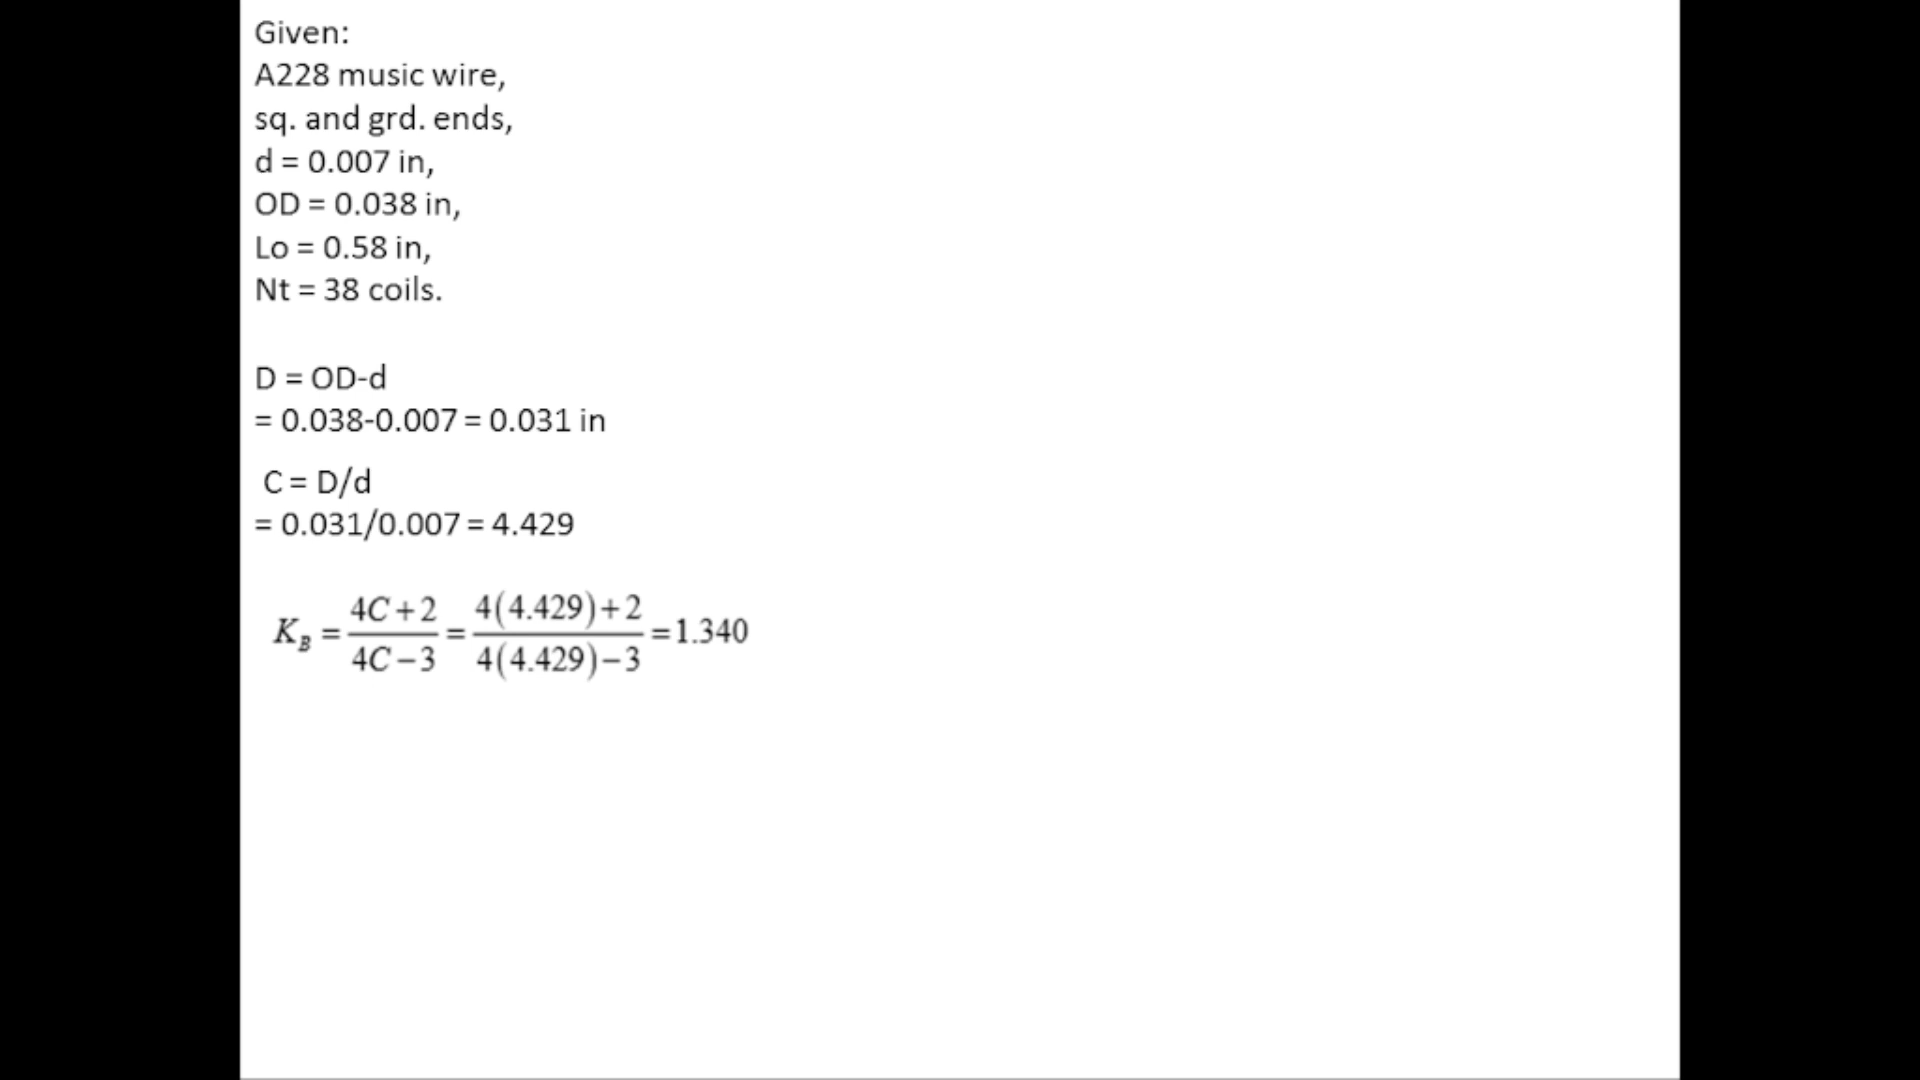 Given:
A228 music wire,
sq. and grd. ends,
d = 0.007 in,
OD = 0.038 in,
Lo = 0.58 in,
Nt = 38 coils.
D = OD-d
= 0.038-0.007 = 0.031 in
C = D/d
= 0.031/0.007 = 4.429
K_B = (4C+2)/(4C−3) = (4(4.429)+2)/(4(4.429)−3) = 1.340